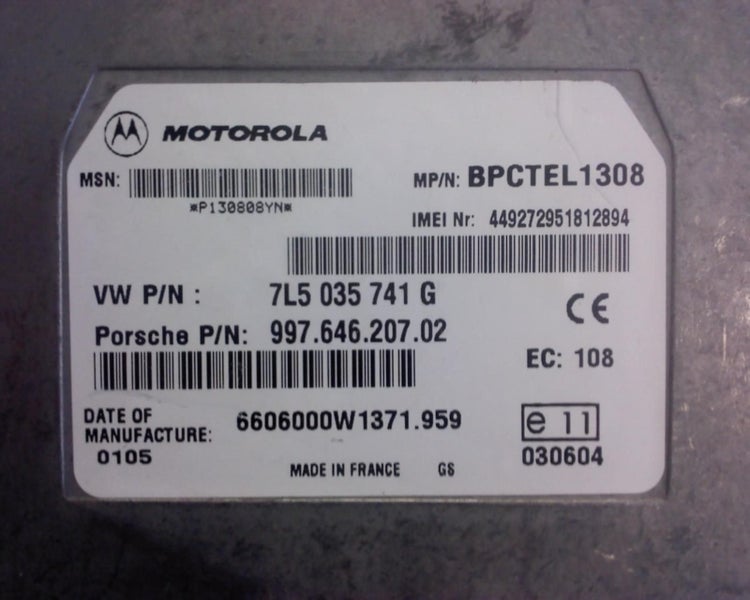 MOTOROLA
MSN:
*P130808YN*
MP/N: BPCTEL1308
IMEI Nr: 449272951812894
VW P/N : 7L5 035 741 G
Porsche P/N: 997.646.207.02
CE
EC: 108
DATE OF
MANUFACTURE:
0105
6606000W1371.959
e 11
030604
MADE IN FRANCE GS